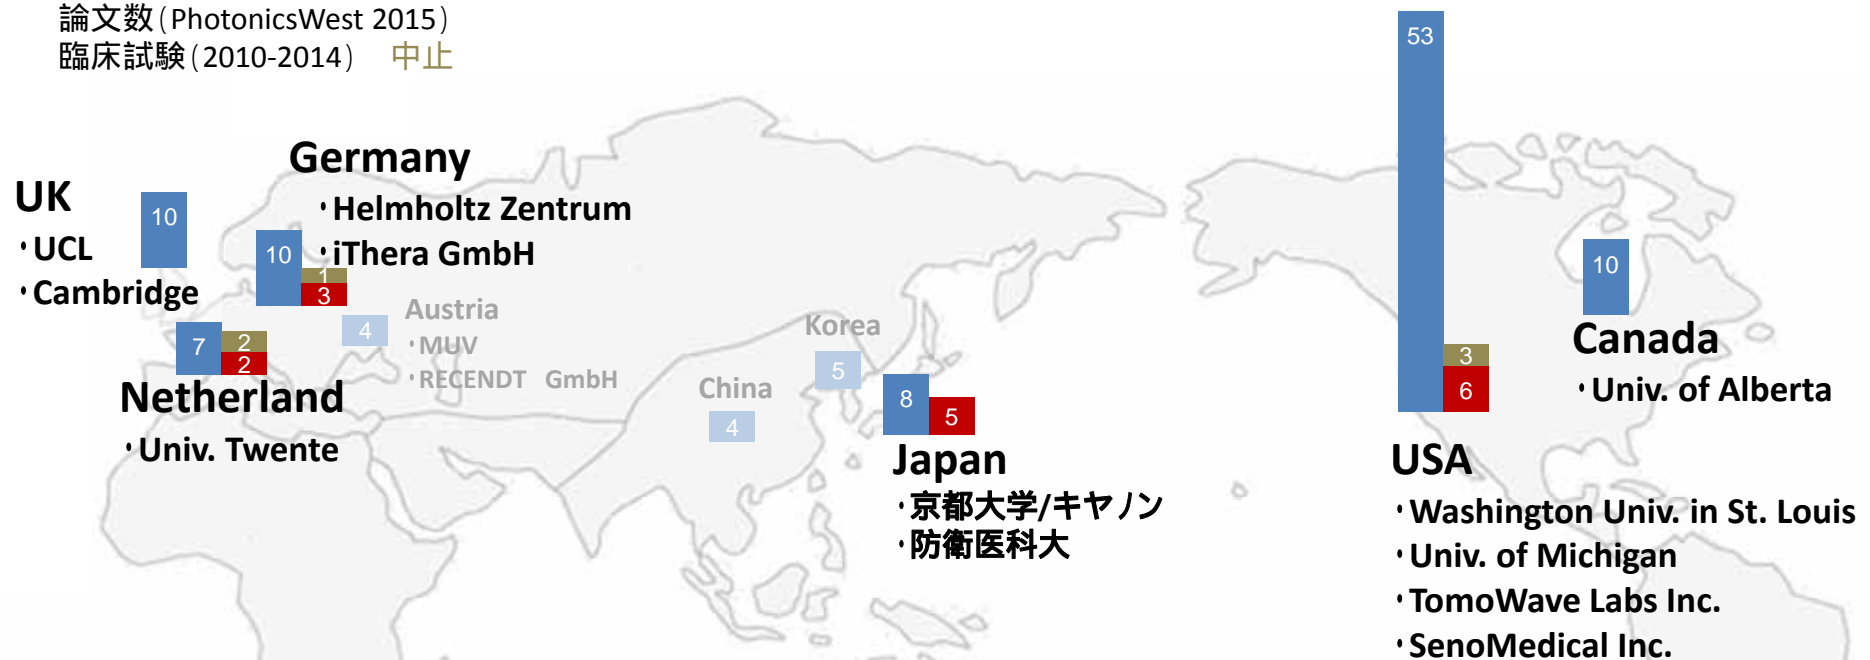 論文数(PhotonicsWest 2015)
臨床試験(2010-2014) 中止
UK
・UCL
・Cambridge
10
Germany
・Helmholtz Zentrum
・iThera GmbH
10
1
3
7
2
2
Netherland
・Univ. Twente
4
Austria
・MUV
・RECENDT GmbH
China
4
Korea
5
8
5
Japan
・京都大学/キヤノン
・防衛医科大
53
3
6
USA
・Washington Univ. in St. Louis
・Univ. of Michigan
・TomoWave Labs Inc.
・SenoMedical Inc.
10
Canada
・Univ. of Alberta